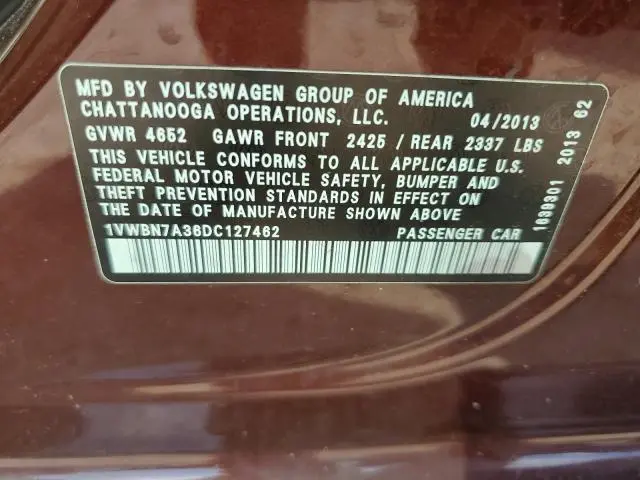 MFD BY VOLKSWAGEN GROUP OF AMERICA
CHATTANOOGA OPERATIONS, LLC. 04/2013
GVWR 4652 GAWR FRONT 2425 / REAR 2337 LBS
THIS VEHICLE CONFORMS TO ALL APPLICABLE U.S.
FEDERAL MOTOR VEHICLE SAFETY, BUMPER AND
THEFT PREVENTION STANDARDS IN EFFECT ON
THE DATE OF MANUFACTURE SHOWN ABOVE
1VWBN7A36DC127462 PASSENGER CAR
1639301 2013 62